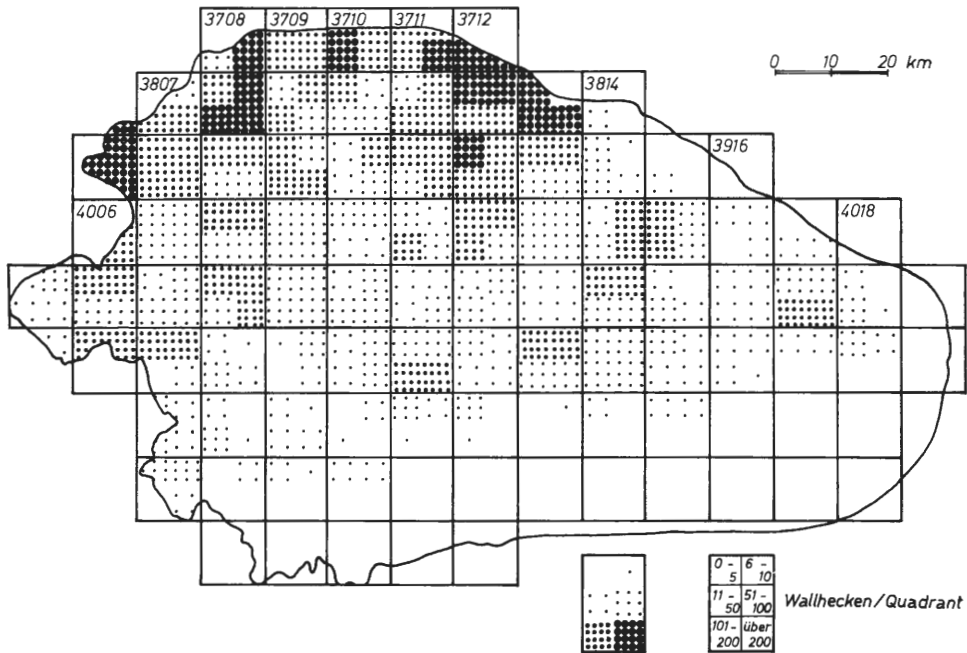 3708 3709 3710 3711 3712
0 10 20 km
3807 3814
3916
4006 4018
0 - 5 6 - 10
11 - 50 51 - 100
Wallhecken/Quadrant
101 - 200 über 200